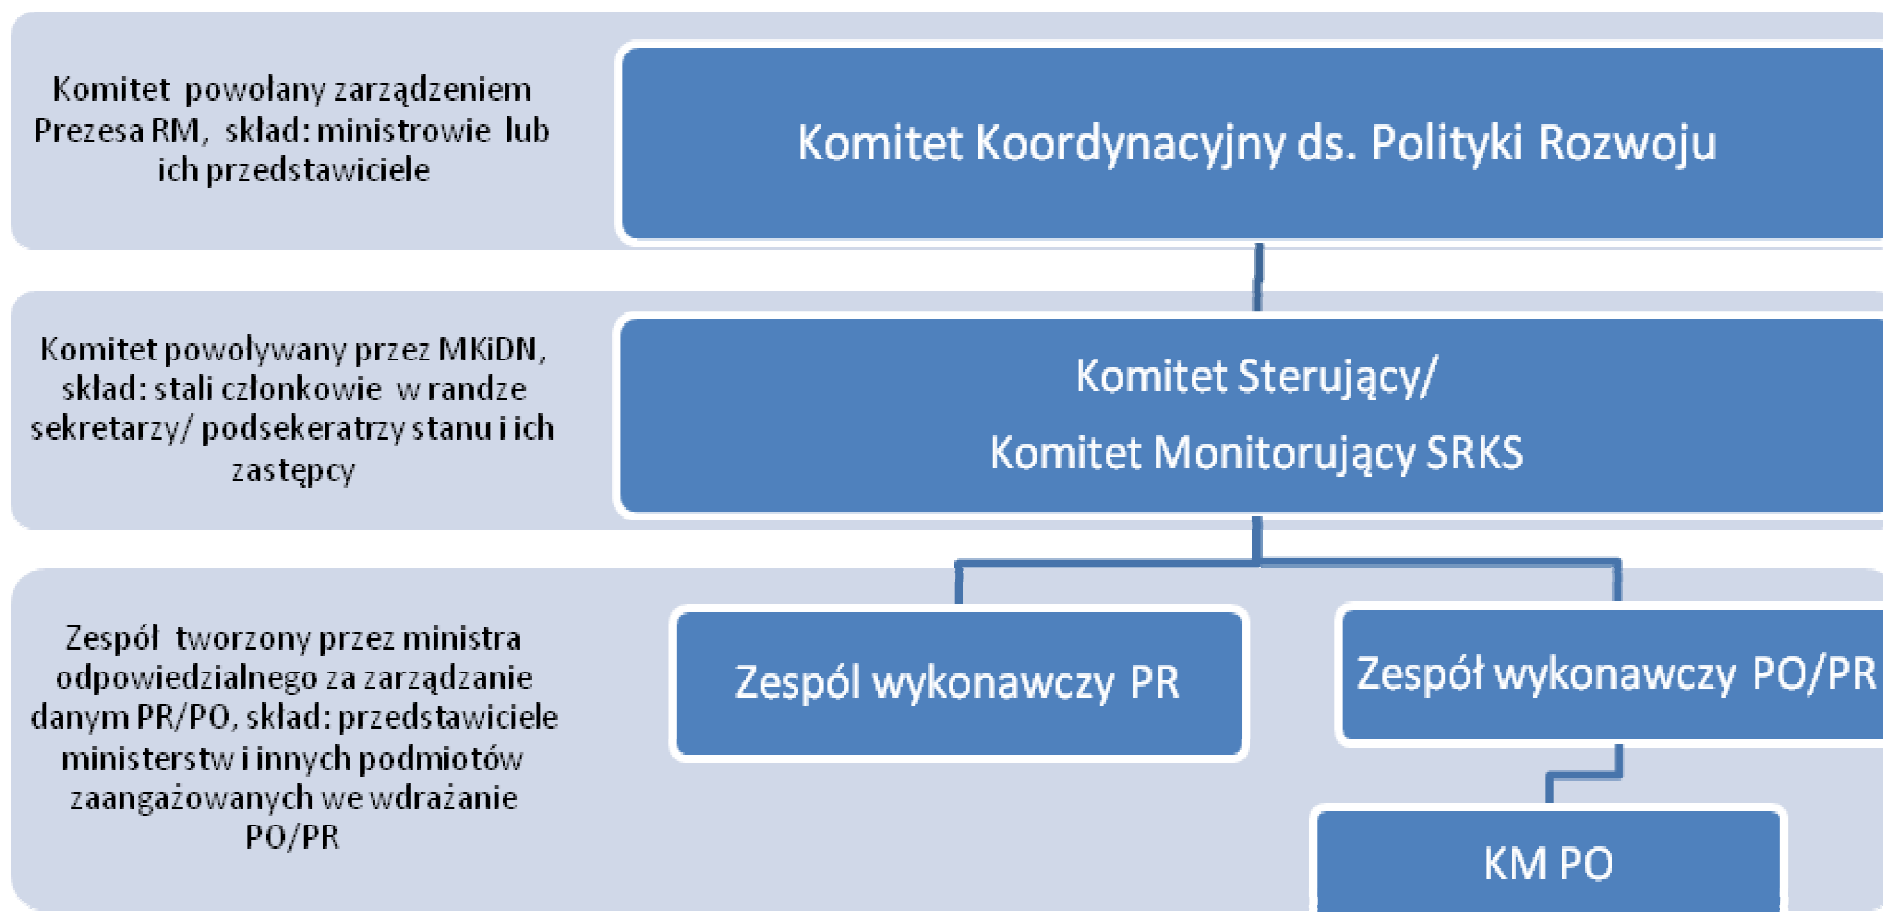 Komitet powołany zarządzeniem
Prezesa RM, skład: ministrowie lub
ich przedstawiciele
Komitet Koordynacyjny ds. Polityki Rozwoju
Komitet powoływany przez MKiDN,
skład: stali członkowie w randze
sekretarzy/ podsekeratrzy stanu i ich
zastępcy
Komitet Sterujący/
Komitet Monitorujący SRKS
Zespół tworzony przez ministra
odpowiedzialnego za zarządzanie
danym PR/PO, skład: przedstawiciele
ministerstw i innych podmiotów
zaangażowanych we wdrażanie
PO/PR
Zespól wykonawczy PR
Zespół wykonawczy PO/PR
KM PO